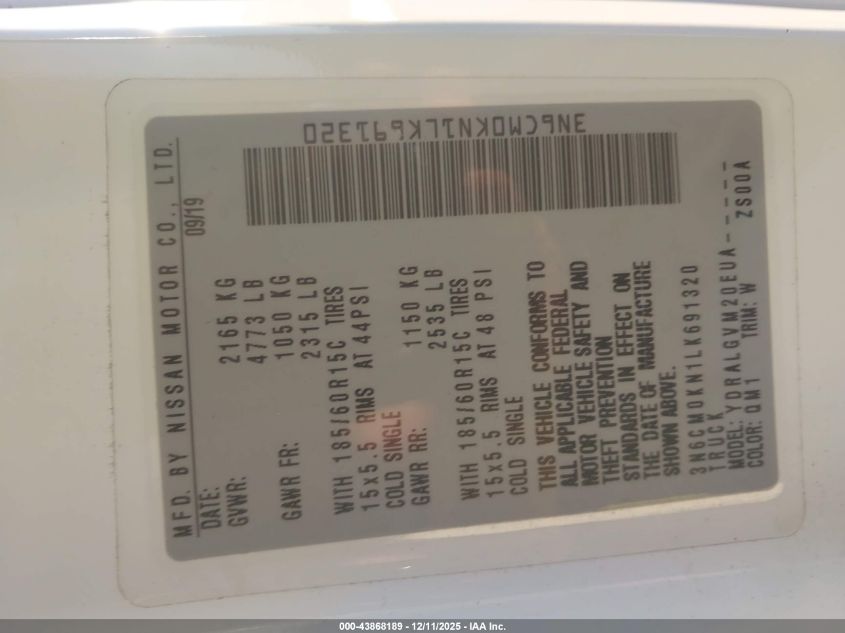 MFD. BY NISSAN MOTOR CO., LTD.
DATE: 09/19
GVWR: 2165 KG
4773 LB
GAWR FR: 1050 KG
2315 LB
WITH 185/60R15C TIRES
15x5.5 RIMS AT 44PSI
COLD SINGLE
GAWR RR: 1150 KG
2535 LB
WITH 185/60R15C TIRES
15x5.5 RIMS AT 48 PSI
COLD SINGLE
THIS VEHICLE CONFORMS TO
ALL APPLICABLE FEDERAL
MOTOR VEHICLE SAFETY AND
THEFT PREVENTION
STANDARDS IN EFFECT ON
THE DATE OF MANUFACTURE
SHOWN ABOVE.
3N6CM0KN1LK691320
TRUCK
MODEL: YDRALGVM20EUA-----
COLOR: QM1 TRIM: W ZS00A
3N6CM0KN1LK691320
000-43868189 - 12/11/2025 - IAA Inc.